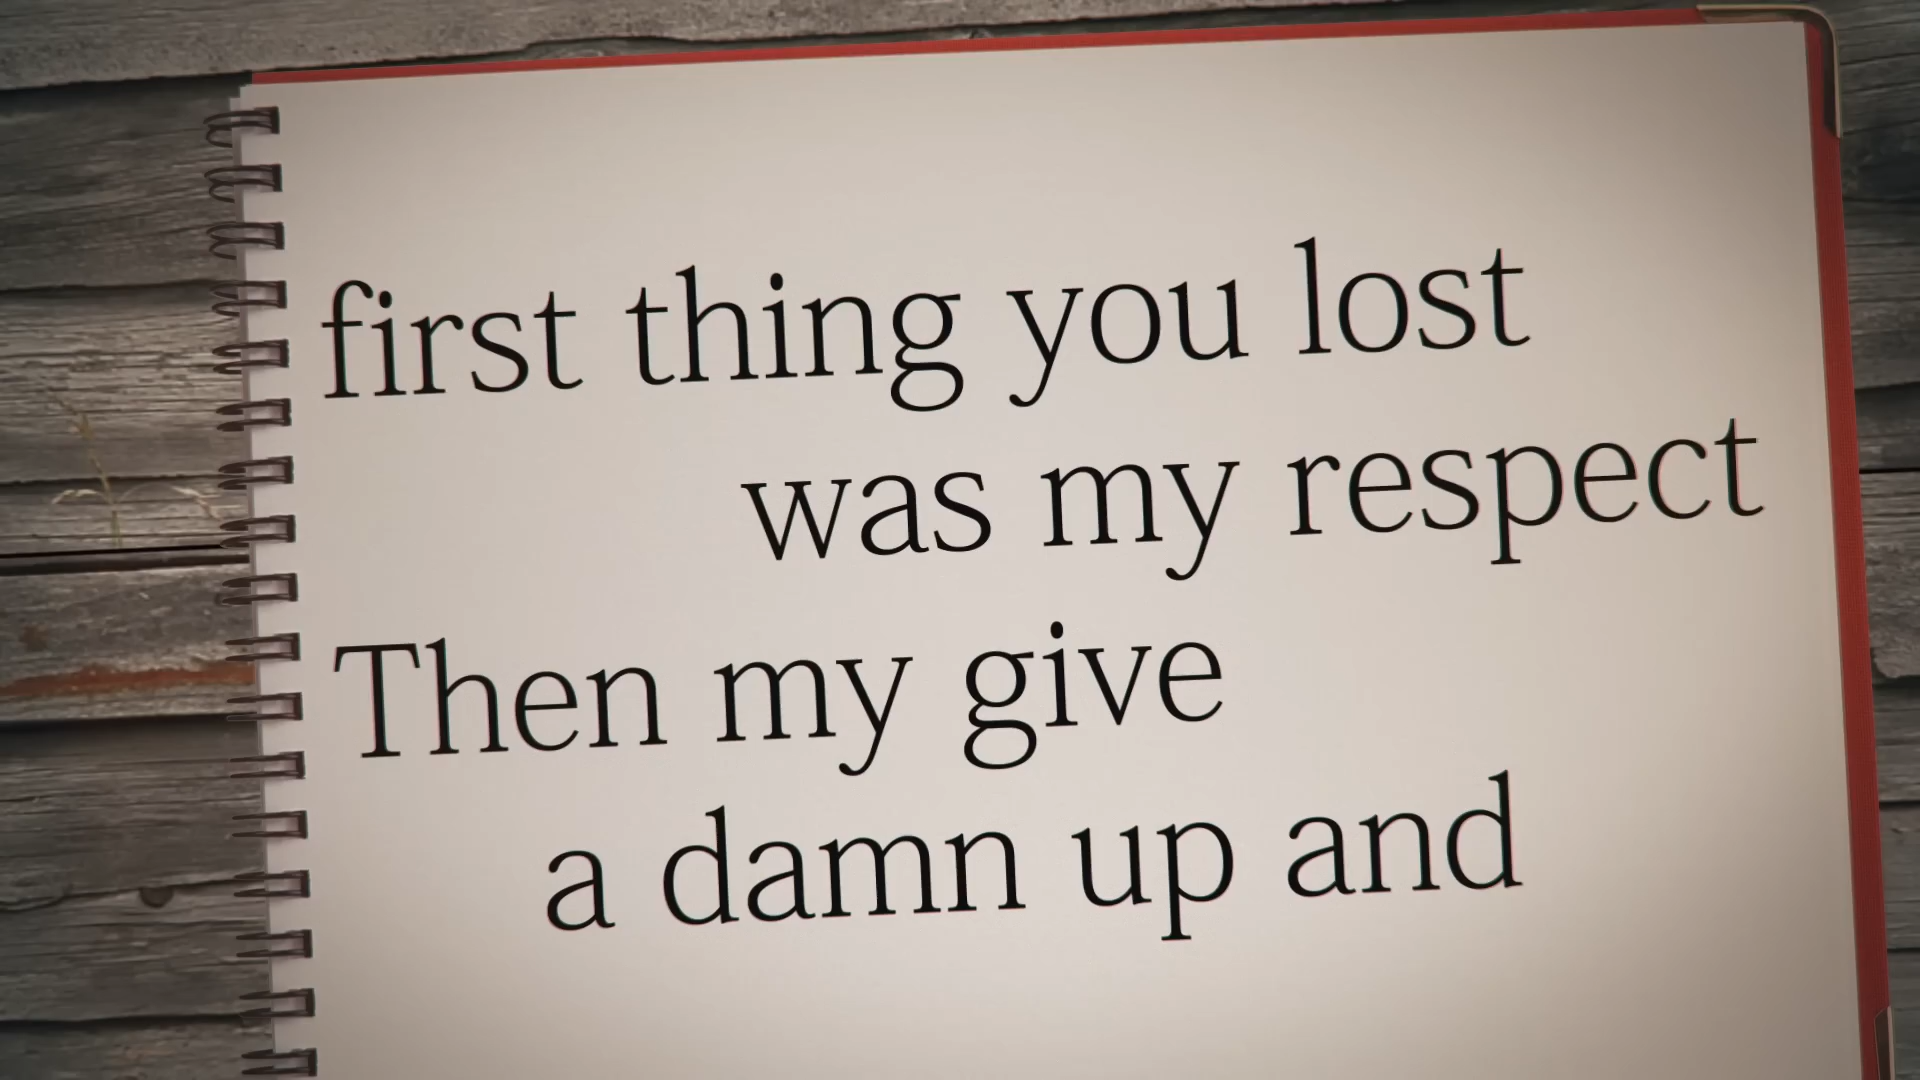 first thing you lost
was my respect
Then my give
a damn up and